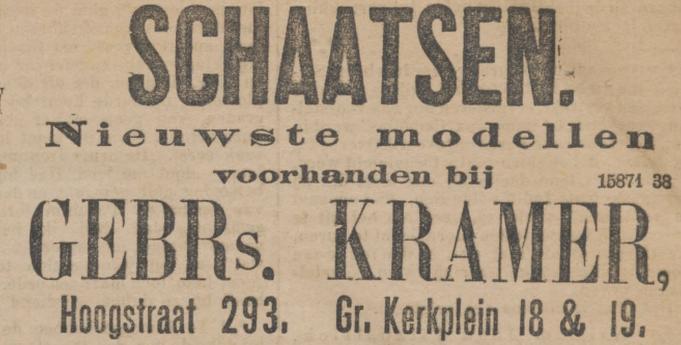 SCHAATSEN.
Nieuwste modellen
voorhanden bij
15871 38
GEBRs. KRAMER,
Hoogstraat 293. Gr. Kerkplein 18 & 19.